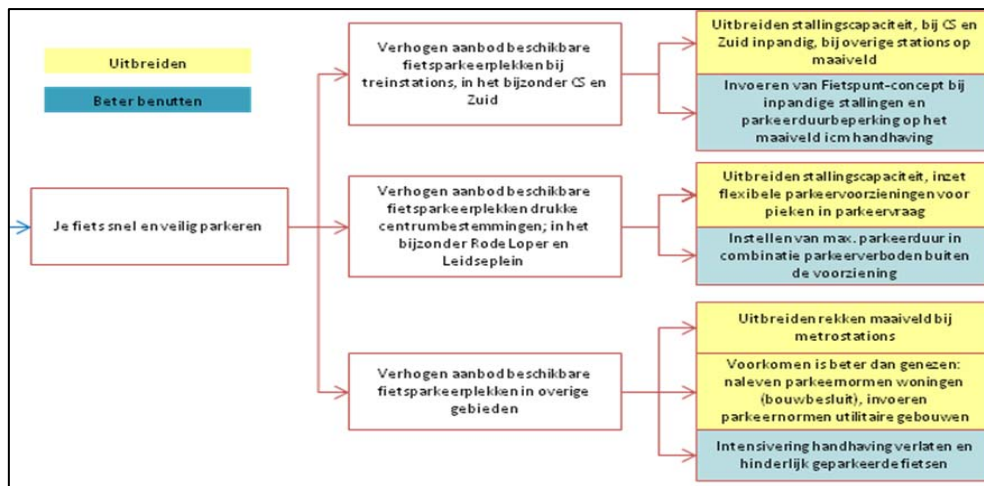 Uitbreiden
Beter benutten
Je fiets snel en veilig parkeren
Verhogen aanbod beschikbare
fietsparkeerplekken bij
treinstations, in het bijzonder CS en
Zuid
Uitbreiden stallingscapaciteit, bij CS en
Zuid inpandig, bij overige stations op
maaiveld
Invoeren van Fietspunt-concept bij
inpandige stallingen en
parkeerduurbeperking op het
maaiveld icm handhaving
Verhogen aanbod beschikbare
fietsparkeerplekken drukke
centrumbestemmingen; in het
bijzonder Rode Loper en
Leidseplein
Uitbreiden stallingscapaciteit, inzet
flexibele parkeervoorzieningen voor
pieken in parkeervraag
Instellen van max. parkeerduur in
combinatie parkeerverboden buiten
de voorziening
Verhogen aanbod beschikbare
fietsparkeerplekken in overige
gebieden
Uitbreiden rekken maaiveld bij
metrostations
Voorkomen is beter dan genezen:
naleven parkeernormen woningen
(bouwbesluit), invoeren
parkeernormen utilitaire gebouwen
Intensivering handhaving verlaten en
hinderlijk geparkeerde fietsen